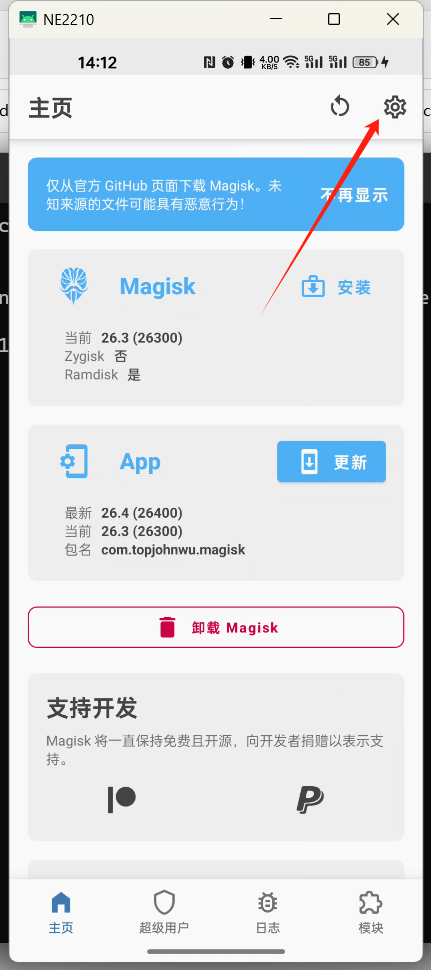 NE2210
14:12
4.00
KB/S
5G
5G
85
主页
仅从官方 GitHub 页面下载 Magisk。未
知来源的文件可能具有恶意行为！
不再显示
Magisk
安装
当前 26.3 (26300)
Zygisk 否
Ramdisk 是
App
更新
最新 26.4 (26400)
当前 26.3 (26300)
包名 com.topjohnwu.magisk
卸载 Magisk
支持开发
Magisk 将一直保持免费且开源，向开发者捐赠以表示支
持。
主页
超级用户
日志
模块